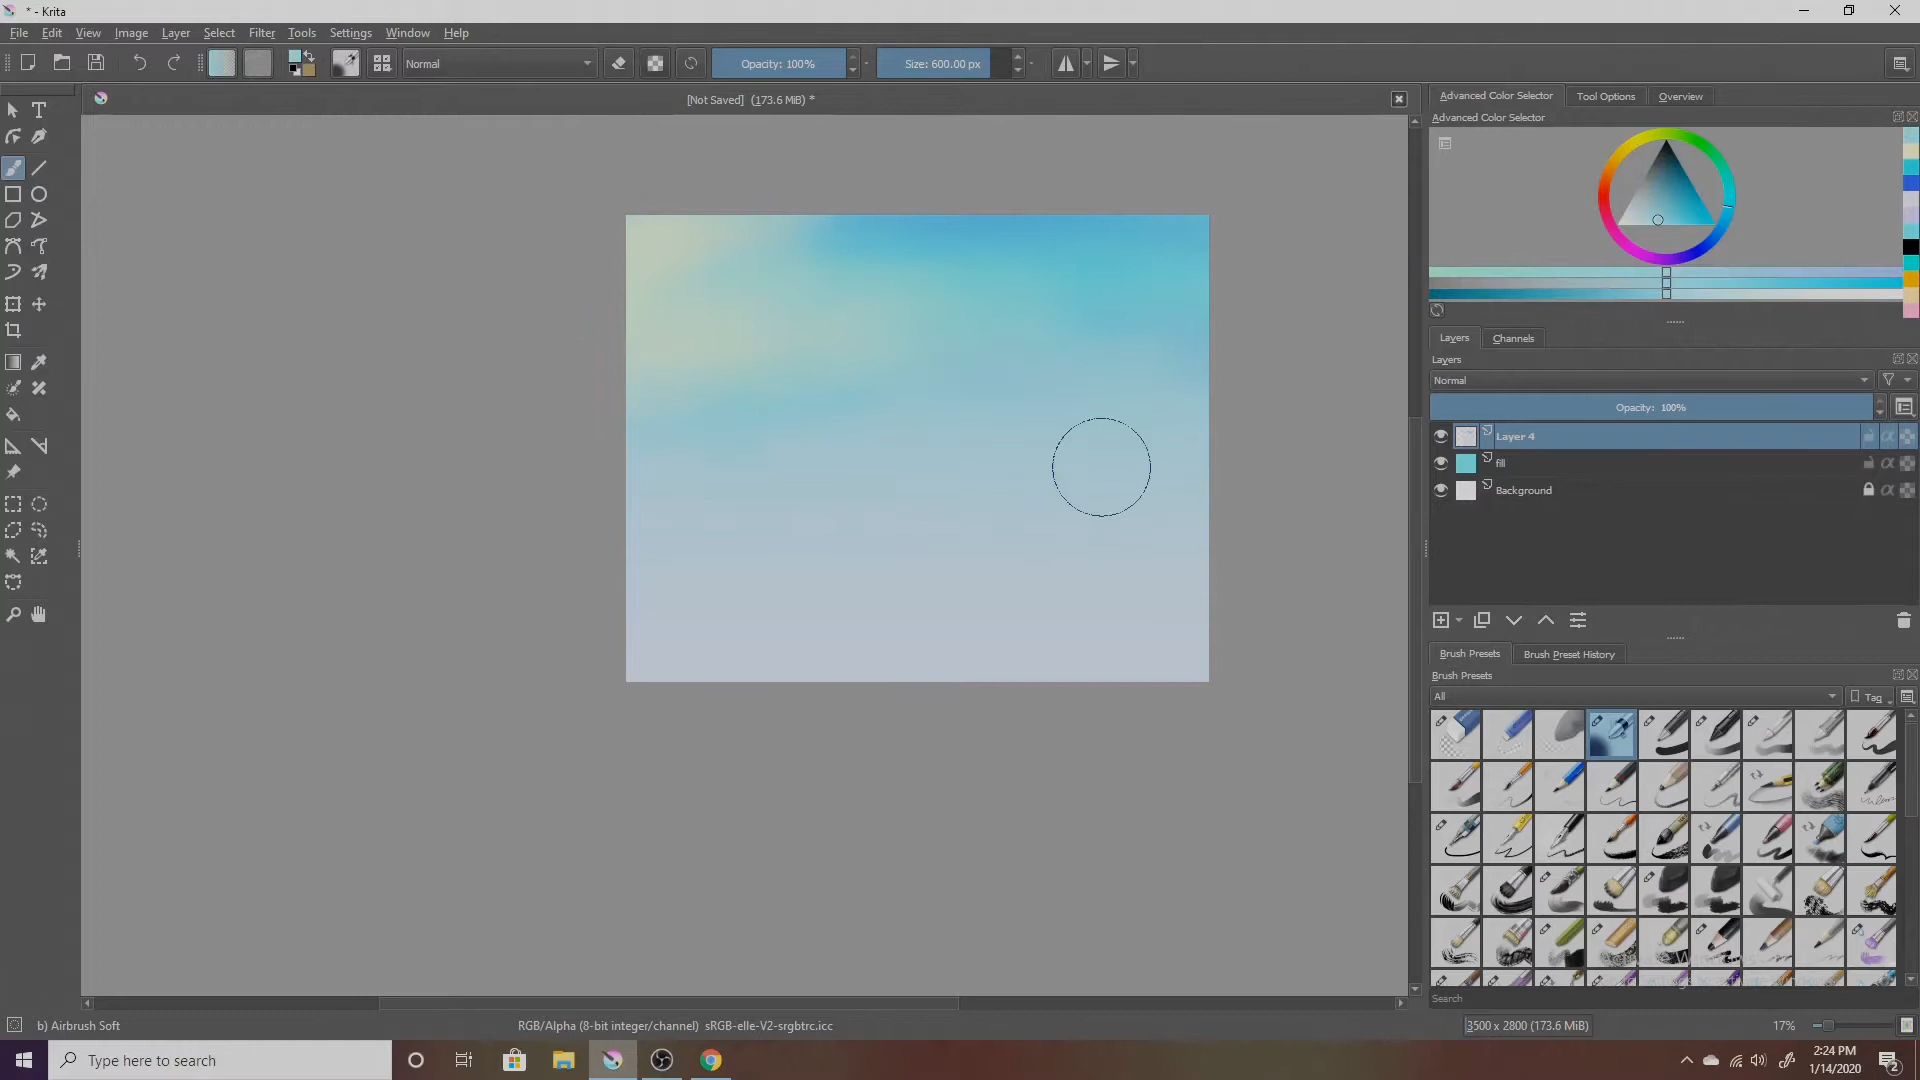 * - Krita
File Edit View Image Layer Select Filter Tools Settings Window Help
Normal Opacity: 100% Size: 600.00 px
[Not Saved] (173.6 MiB) *
Advanced Color Selector Tool Options Overview
Advanced Color Selector
Layers Channels
Layers
Normal
Opacity: 100%
Layer 4
fill
Background
Brush Presets Brush Preset History
Brush Presets
All Tag
Search
b) Airbrush Soft RGB/Alpha (8-bit integer/channel) sRGB-elle-V2-srgbtrc.icc 3500 x 2800 (173.6 MiB) 17%
Type here to search
2:24 PM
1/14/2020
2